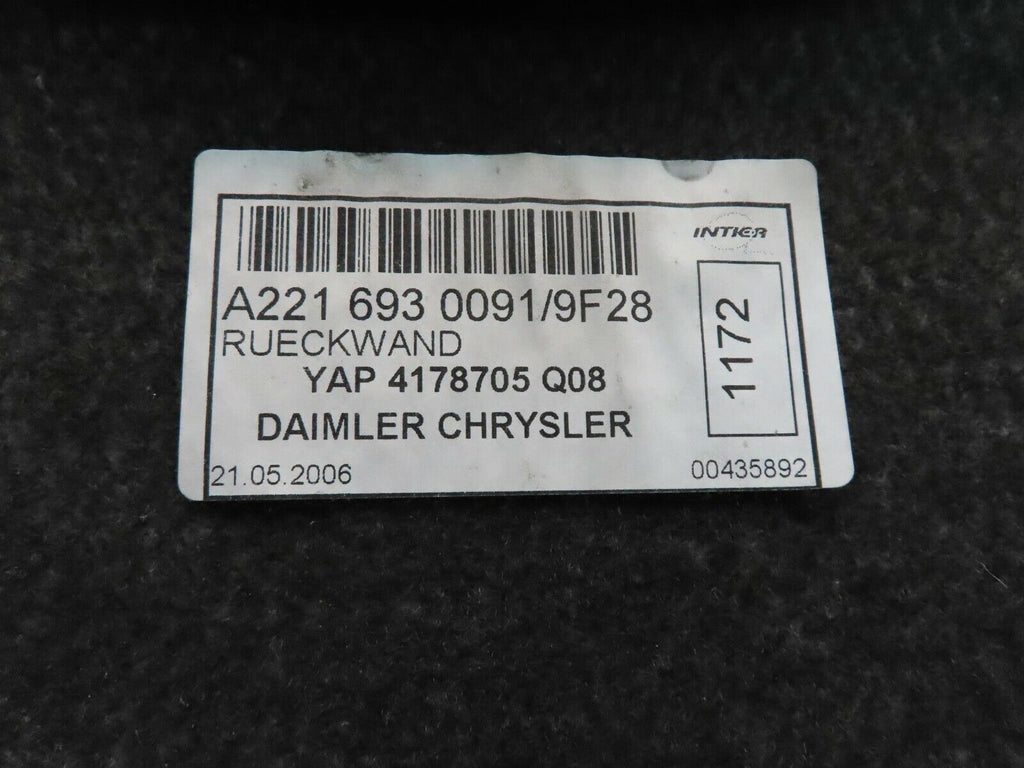 INTIER
A221 693 0091/9F28
RUECKWAND
YAP 4178705 Q08
DAIMLER CHRYSLER
1172
21.05.2006
00435892